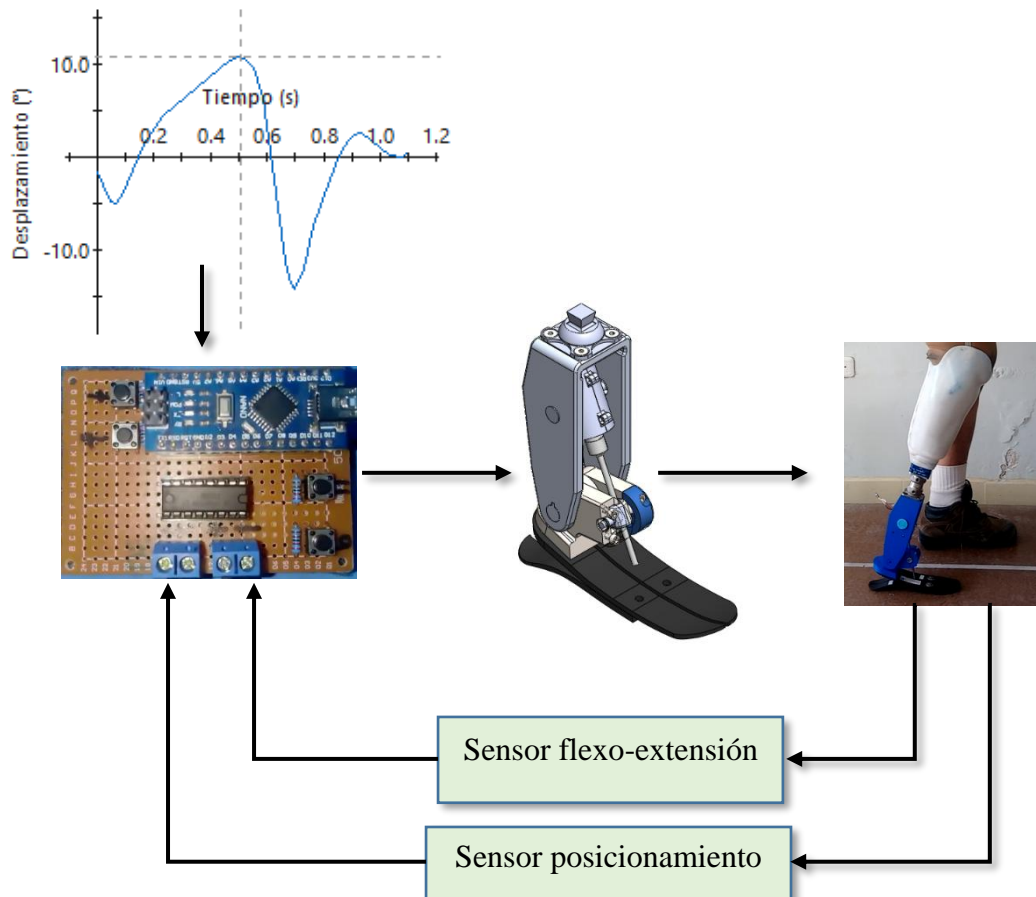 10.0
Tiempo (s)
0.2 0.4 0.6 0.8 1.0 1.2
Desplazamiento (º)
-10.0
NANO
Sensor flexo-extensión
Sensor posicionamiento